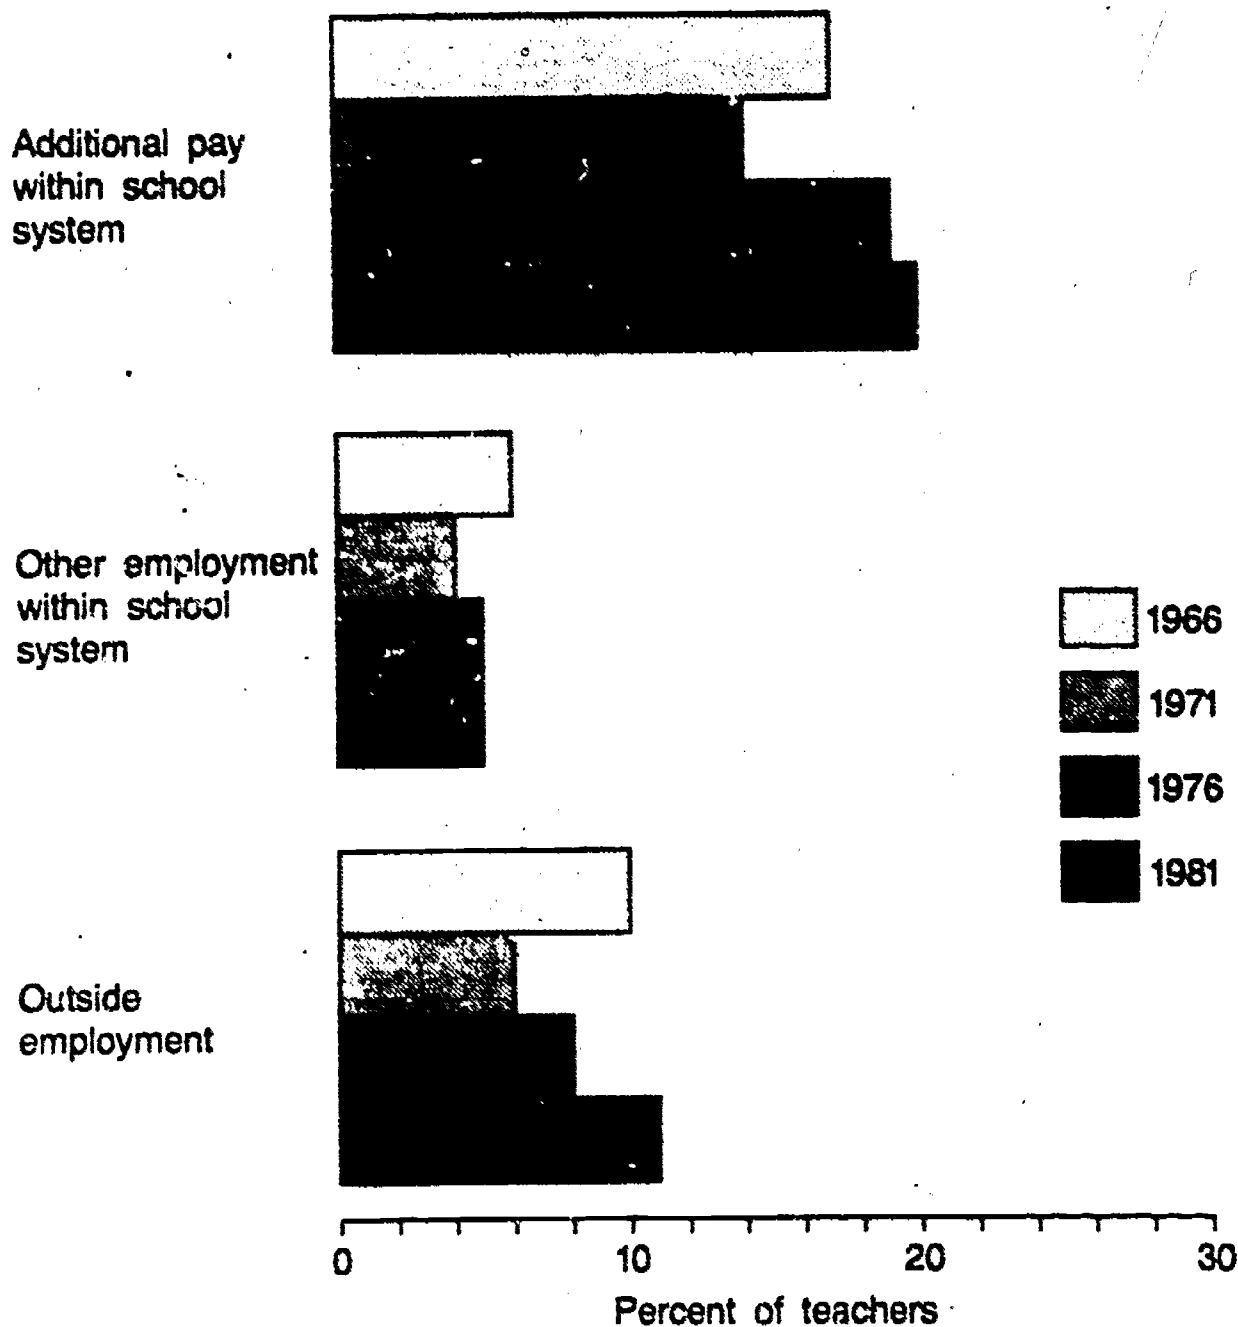 Additional pay
within school
system
Other employment
within school
system
Outside
employment
1966
1971
1976
1981
0 10 20 30
Percent of teachers